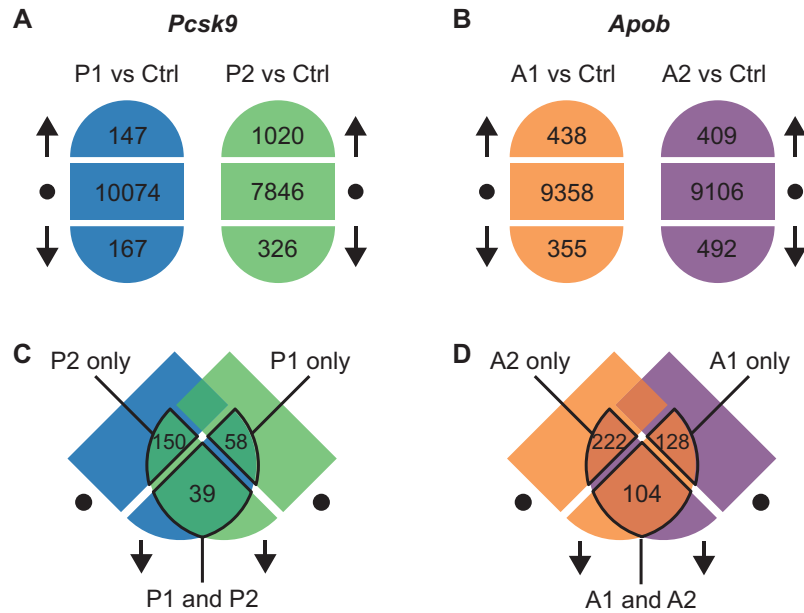 A
Pcsk9
P1 vs Ctrl
P2 vs Ctrl
147
1020
10074
7846
167
326
B
Apob
A1 vs Ctrl
A2 vs Ctrl
438
409
9358
9106
355
492
C
P2 only
P1 only
150
58
39
P1 and P2
D
A2 only
A1 only
222
128
104
A1 and A2